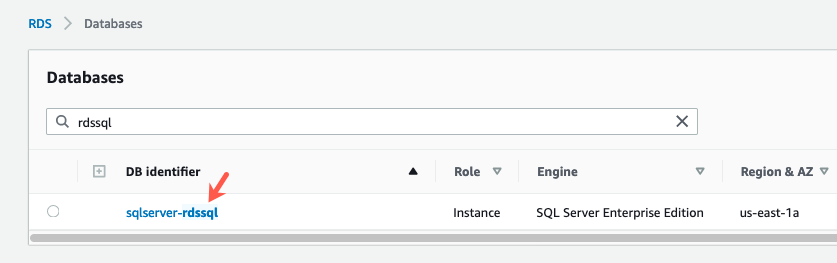 RDS > Databases
Databases
rdssql
DB identifier Role Engine Region & AZ
sqlserver-rdssql Instance SQL Server Enterprise Edition us-east-1a